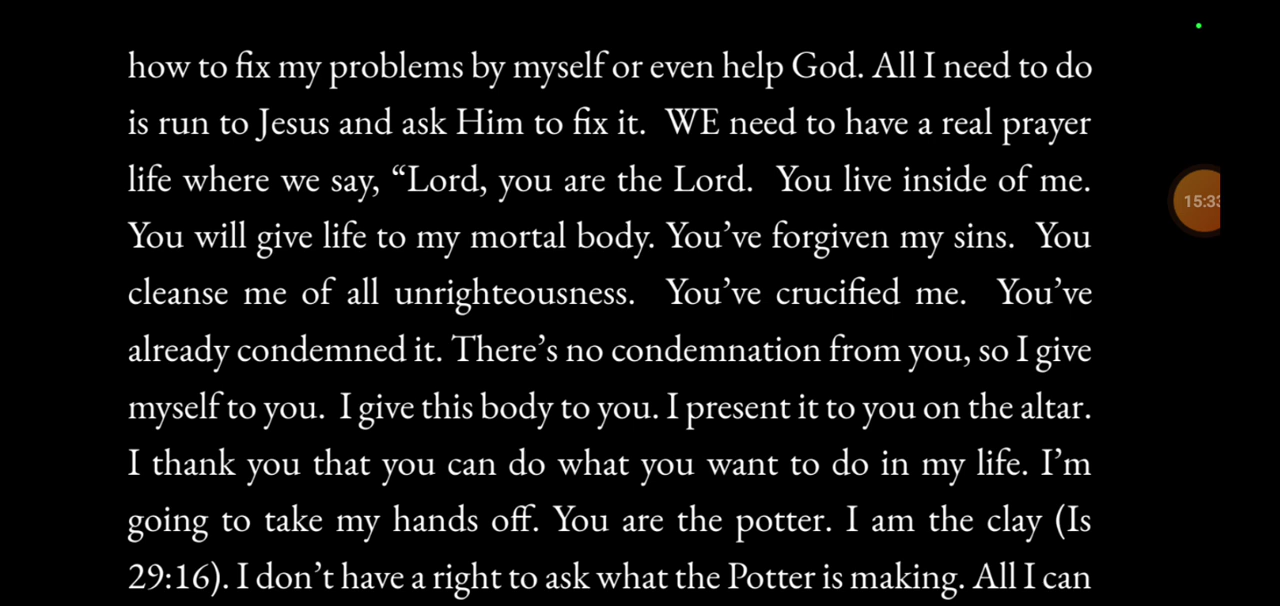 how to fix my problems by myself or even help God. All I need to do
is run to Jesus and ask Him to fix it.  WE need to have a real prayer
life where we say, “Lord, you are the Lord.  You live inside of me.
You will give life to my mortal body. You’ve forgiven my sins.  You
cleanse me of all unrighteousness.  You’ve crucified me.  You’ve
already condemned it. There’s no condemnation from you, so I give
myself to you.  I give this body to you. I present it to you on the altar.
I thank you that you can do what you want to do in my life. I’m
going to take my hands off. You are the potter. I am the clay (Is
29:16). I don’t have a right to ask what the Potter is making. All I can
15:33